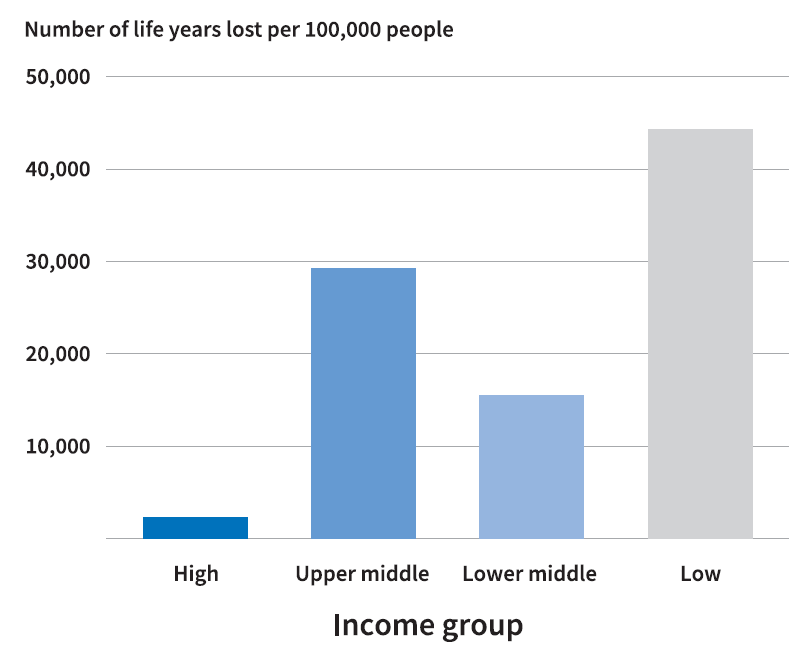 Number of life years lost per 100,000 people
50,000
40,000
30,000
20,000
10,000
High Upper middle Lower middle Low
Income group